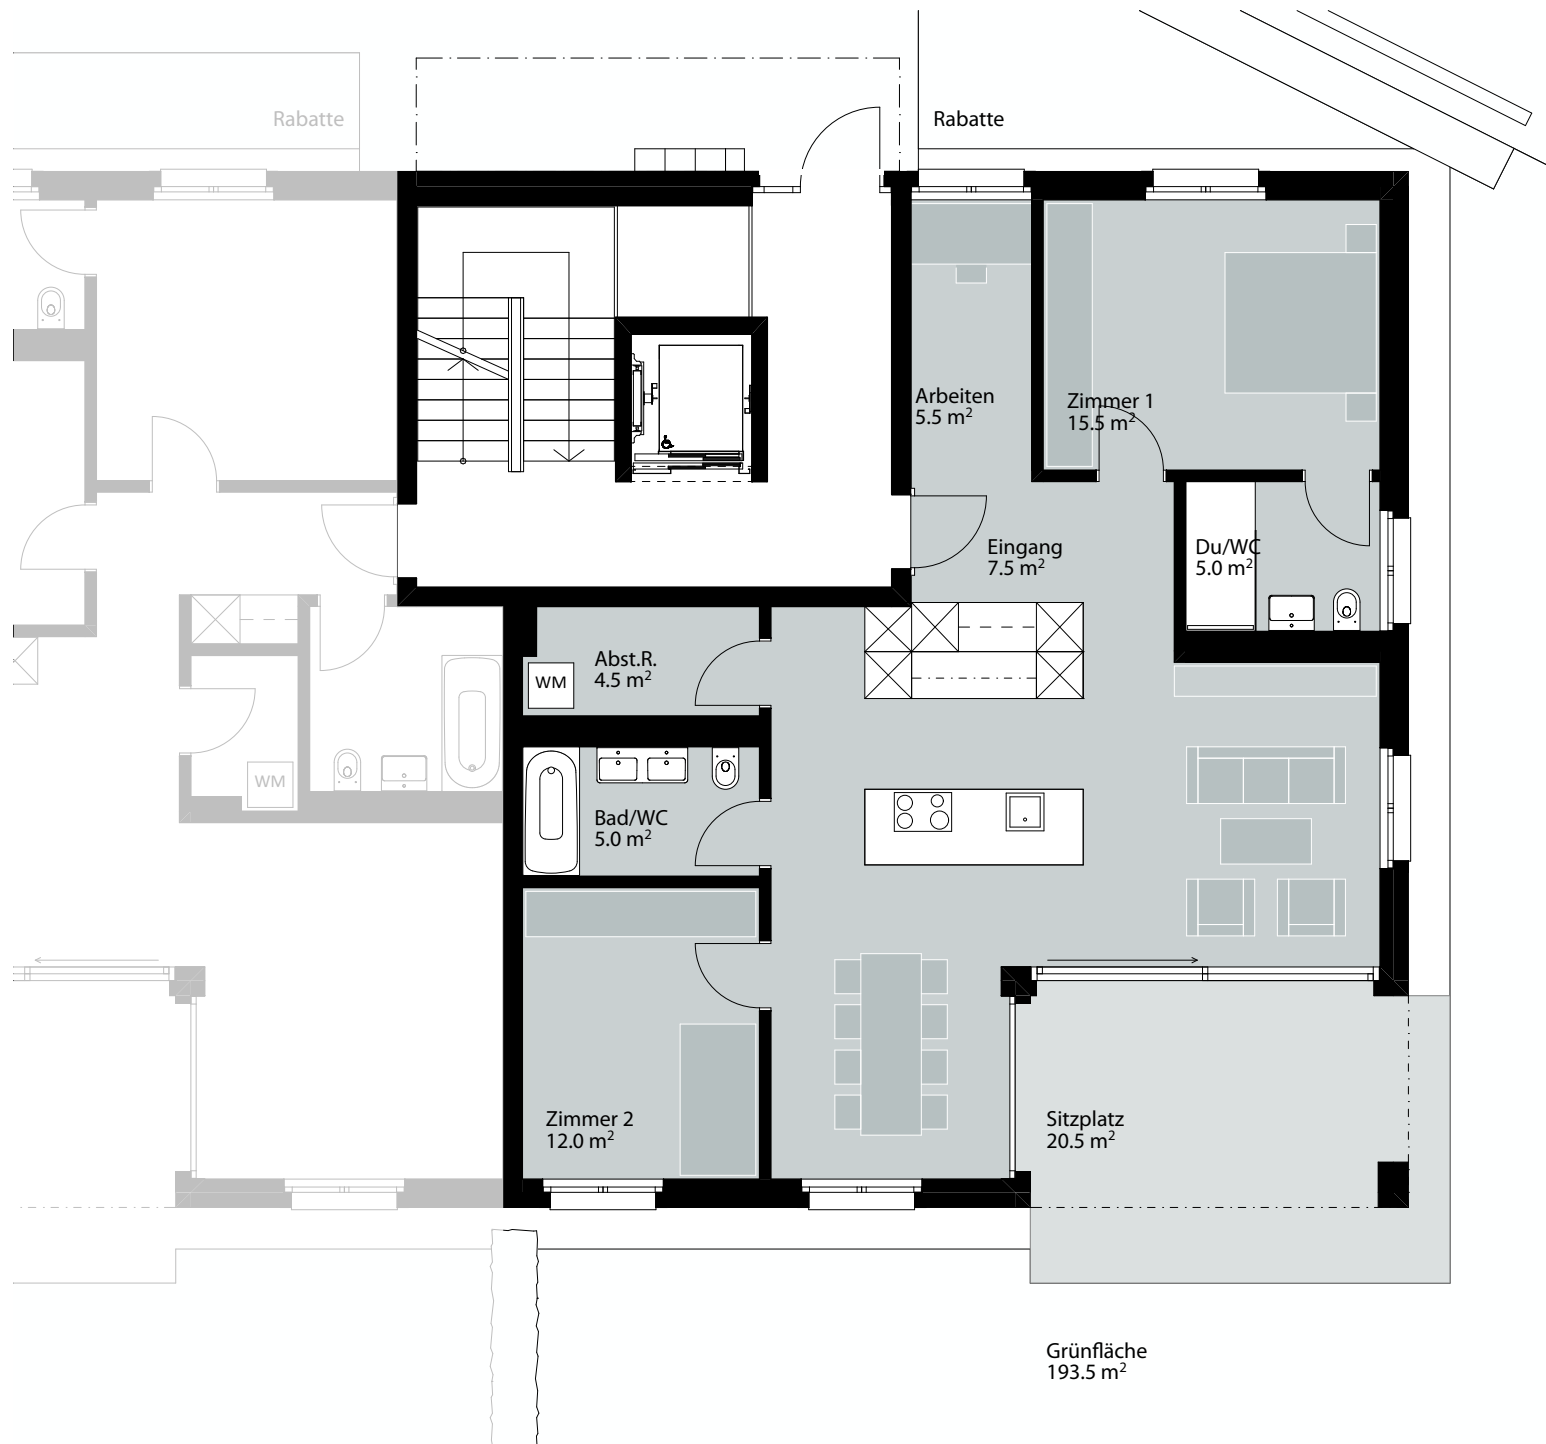 Rabatte
Rabatte
Arbeiten
5.5 m²
Zimmer 1
15.5 m²
Eingang
7.5 m²
Du/WC
5.0 m²
Abst.R.
4.5 m²
WM
WM
Bad/WC
5.0 m²
Zimmer 2
12.0 m²
Sitzplatz
20.5 m²
Grünfläche
193.5 m²